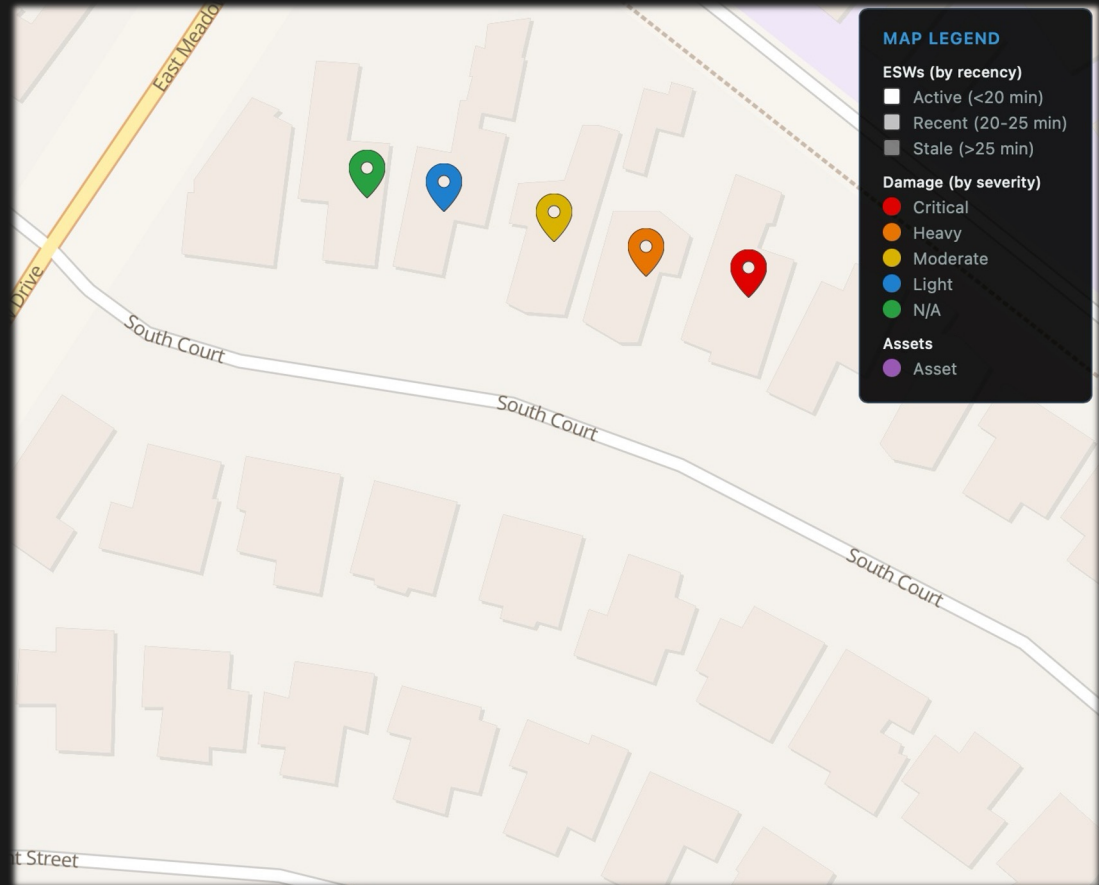 East Meado
Drive
South Court
South Court
South Court
nt Street
MAP LEGEND
ESWs (by recency)
Active (<20 min)
Recent (20-25 min)
Stale (>25 min)
Damage (by severity)
Critical
Heavy
Moderate
Light
N/A
Assets
Asset